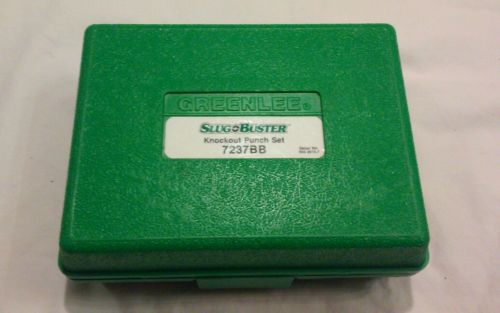 GREENLEE®
SLUG BUSTER
Knockout Punch Set
7237BB